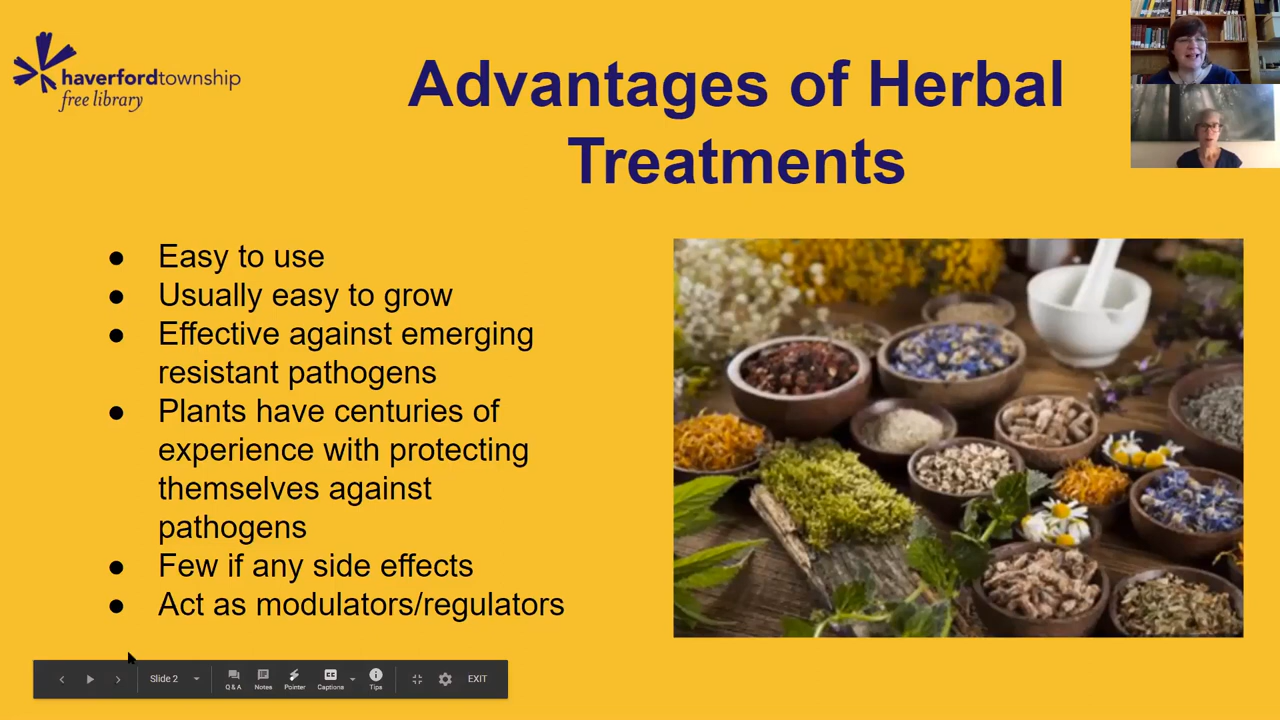 haverfordtownship
free library
Advantages of Herbal
Treatments
● Easy to use
● Usually easy to grow
● Effective against emerging
resistant pathogens
● Plants have centuries of
experience with protecting
themselves against
pathogens
● Few if any side effects
● Act as modulators/regulators
Slide 2
Q & A
Notes
Pointer
Captions
Tips
EXIT